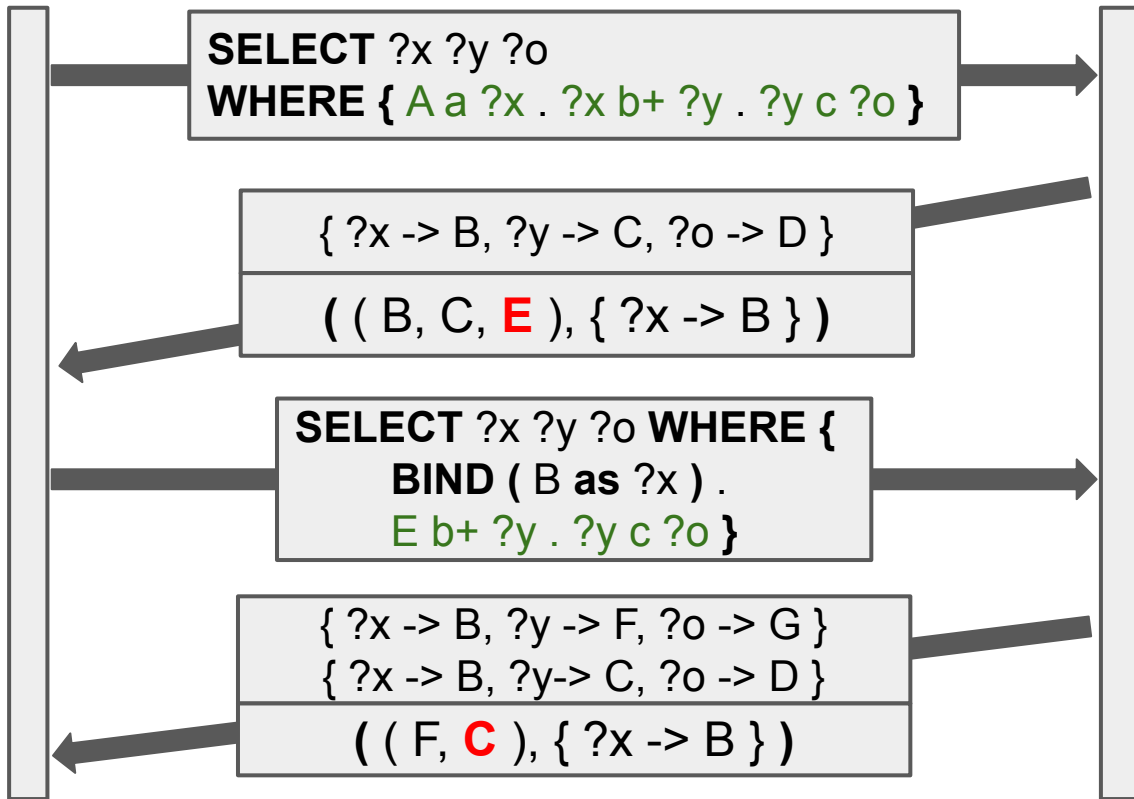 SELECT ?x ?y ?o
WHERE { A a ?x . ?x b+ ?y . ?y c ?o }
{ ?x -> B, ?y -> C, ?o -> D }
( ( B, C, E ), { ?x -> B } )
SELECT ?x ?y ?o WHERE {
BIND ( B as ?x ) .
E b+ ?y . ?y c ?o }
{ ?x -> B, ?y -> F, ?o -> G }
{ ?x -> B, ?y-> C, ?o -> D }
( ( F, C ), { ?x -> B } )